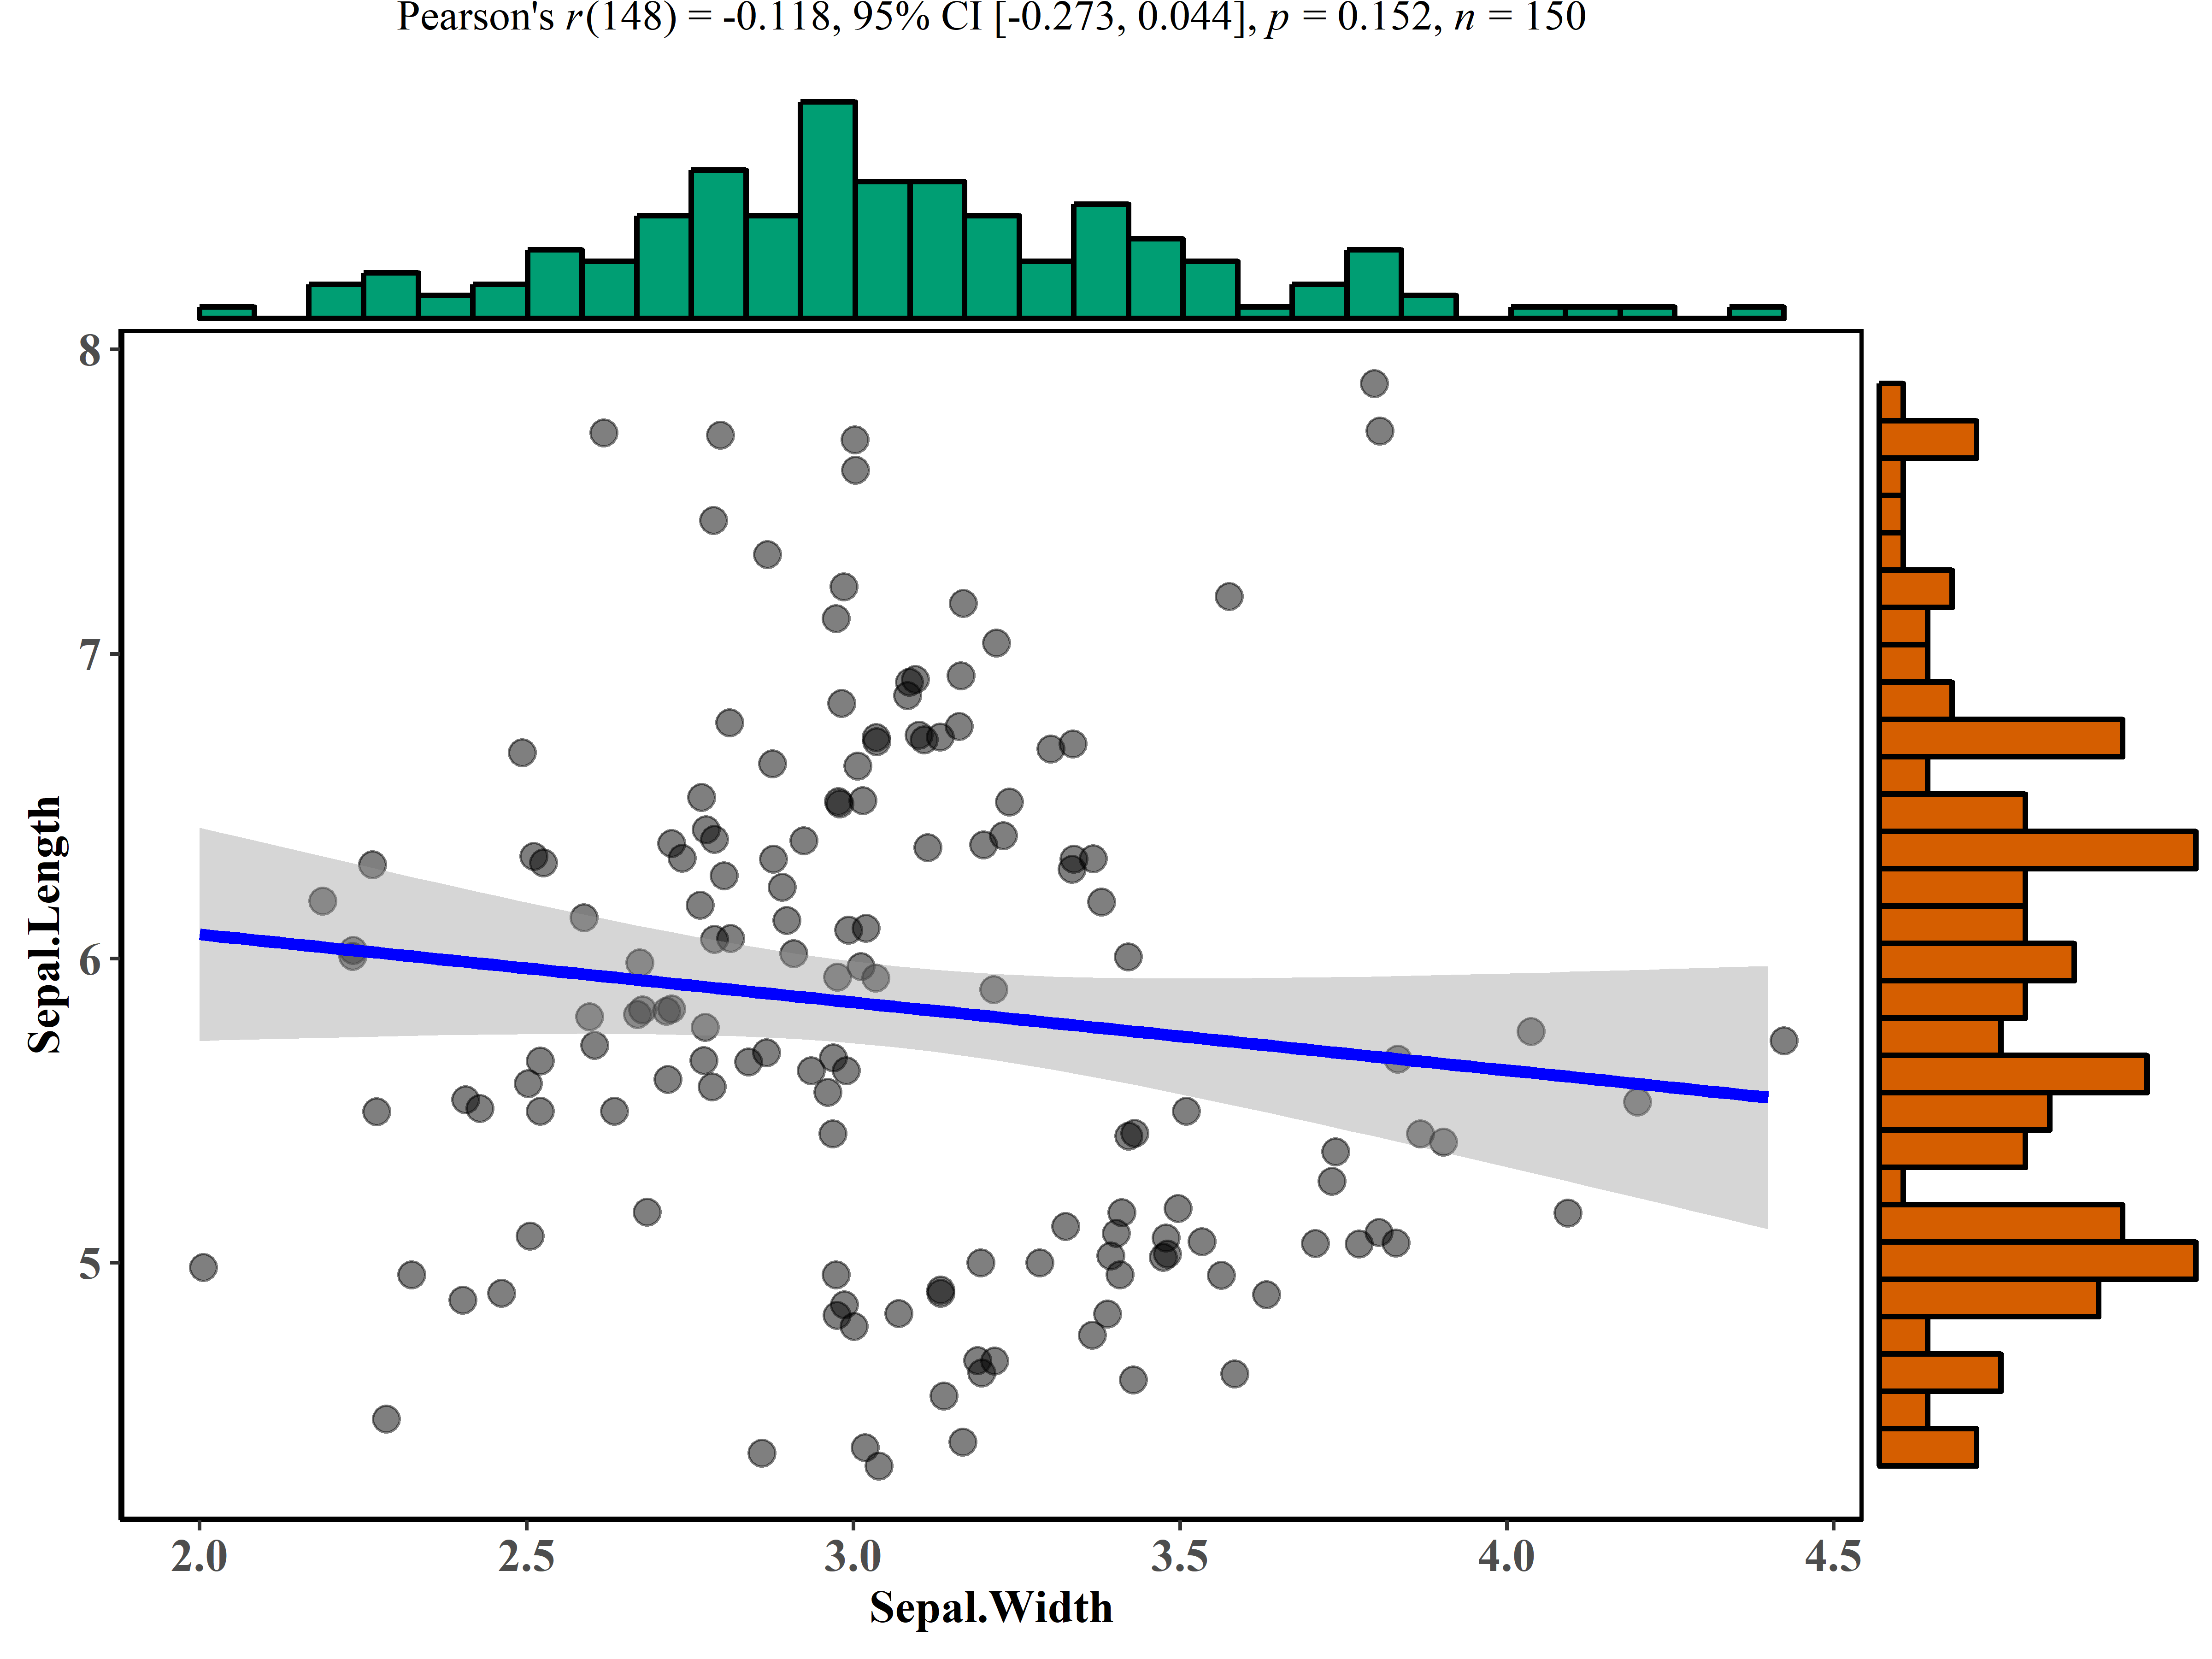 Pearson's r(148) = -0.118, 95% CI [-0.273, 0.044], p = 0.152, n = 150
8
7
6
5
Sepal.Length
2.0 2.5 3.0 3.5 4.0 4.5
Sepal.Width